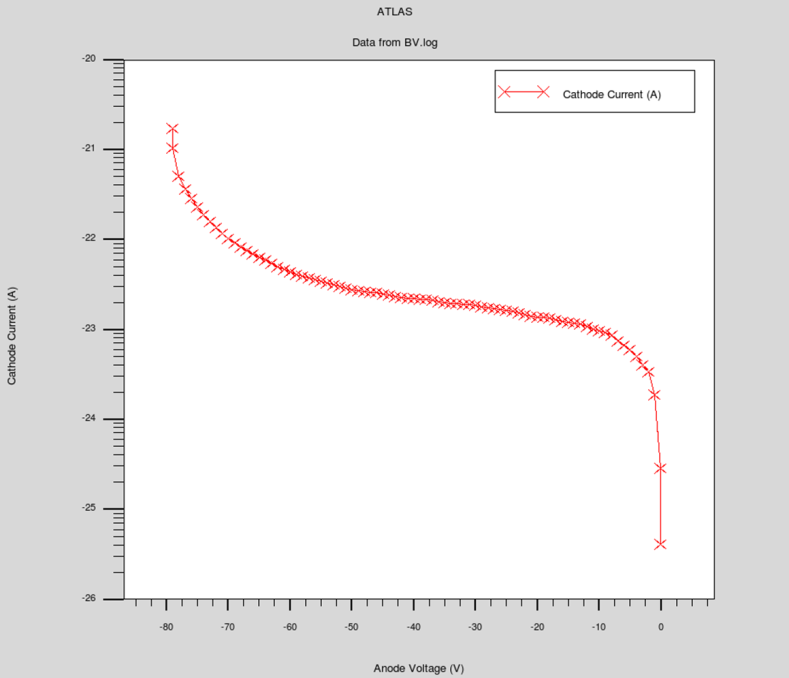 ATLAS
Data from BV.log
Cathode Current (A)
-20
-21
-22
-23
-24
-25
-26
Cathode Current (A)
-80 -70 -60 -50 -40 -30 -20 -10 0
Anode Voltage (V)